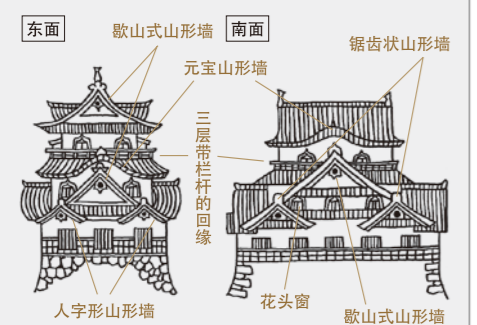 东面
歇山式山形墙
南面
锯齿状山形墙
元宝山形墙
三层带栏杆的回缘
人字形山形墙
花头窗
歇山式山形墙